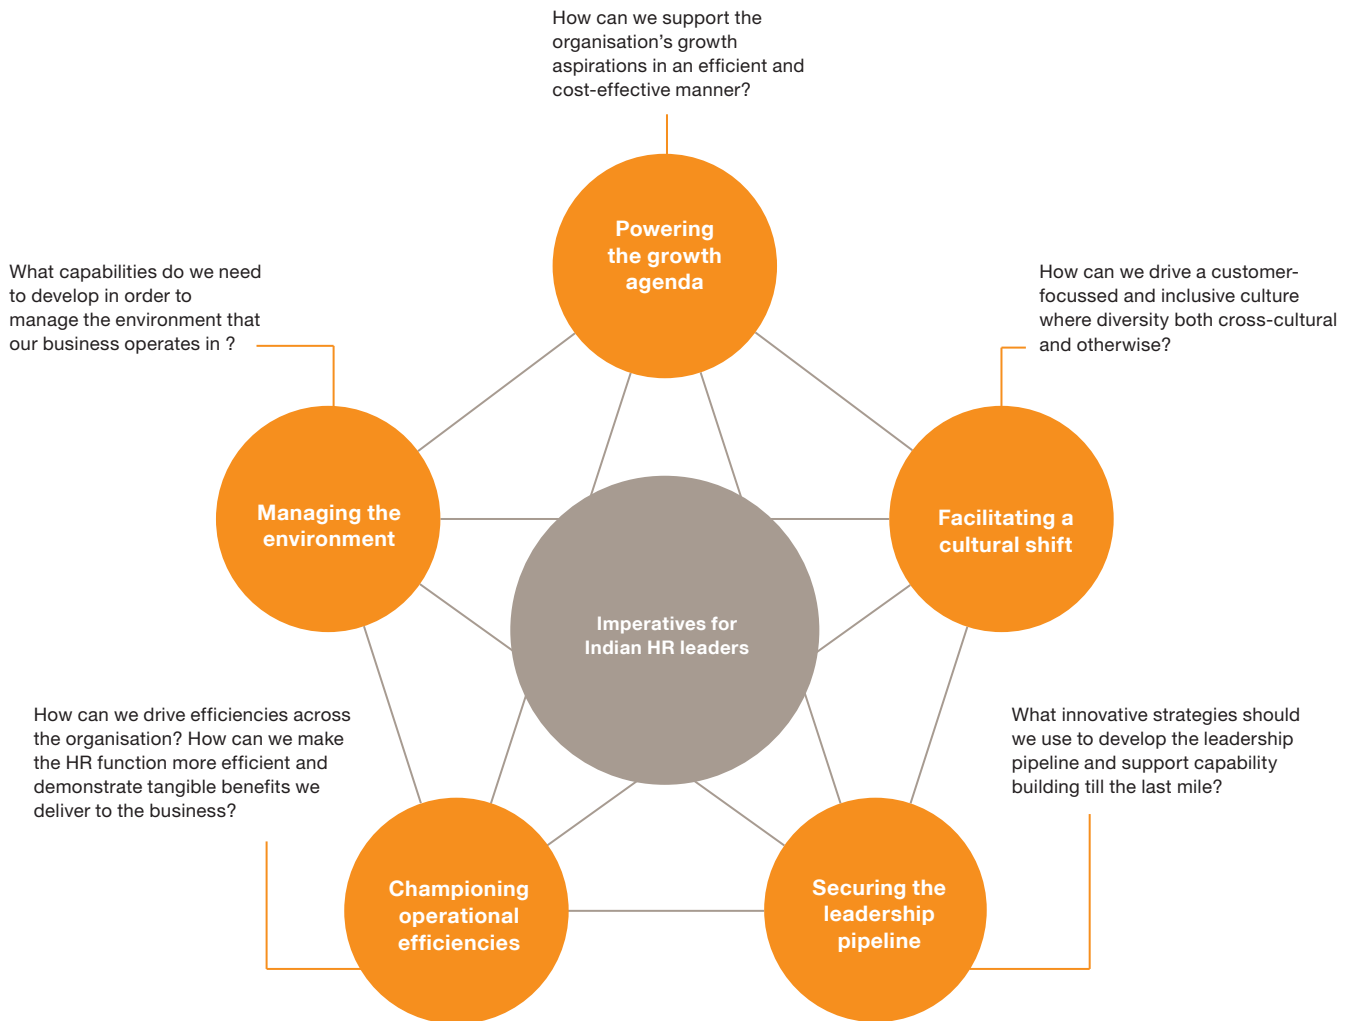 How can we support the
organisation’s growth
aspirations in an efficient and
cost-effective manner?
Powering
the growth
agenda
What capabilities do we need
to develop in order to
manage the environment that
our business operates in ?
How can we drive a customer-
focussed and inclusive culture
where diversity both cross-cultural
and otherwise?
Managing the
environment
Facilitating a
cultural shift
Imperatives for
Indian HR leaders
How can we drive efficiencies across
the organisation? How can we make
the HR function more efficient and
demonstrate tangible benefits we
deliver to the business?
What innovative strategies should
we use to develop the leadership
pipeline and support capability
building till the last mile?
Championing
operational
efficiencies
Securing the
leadership
pipeline